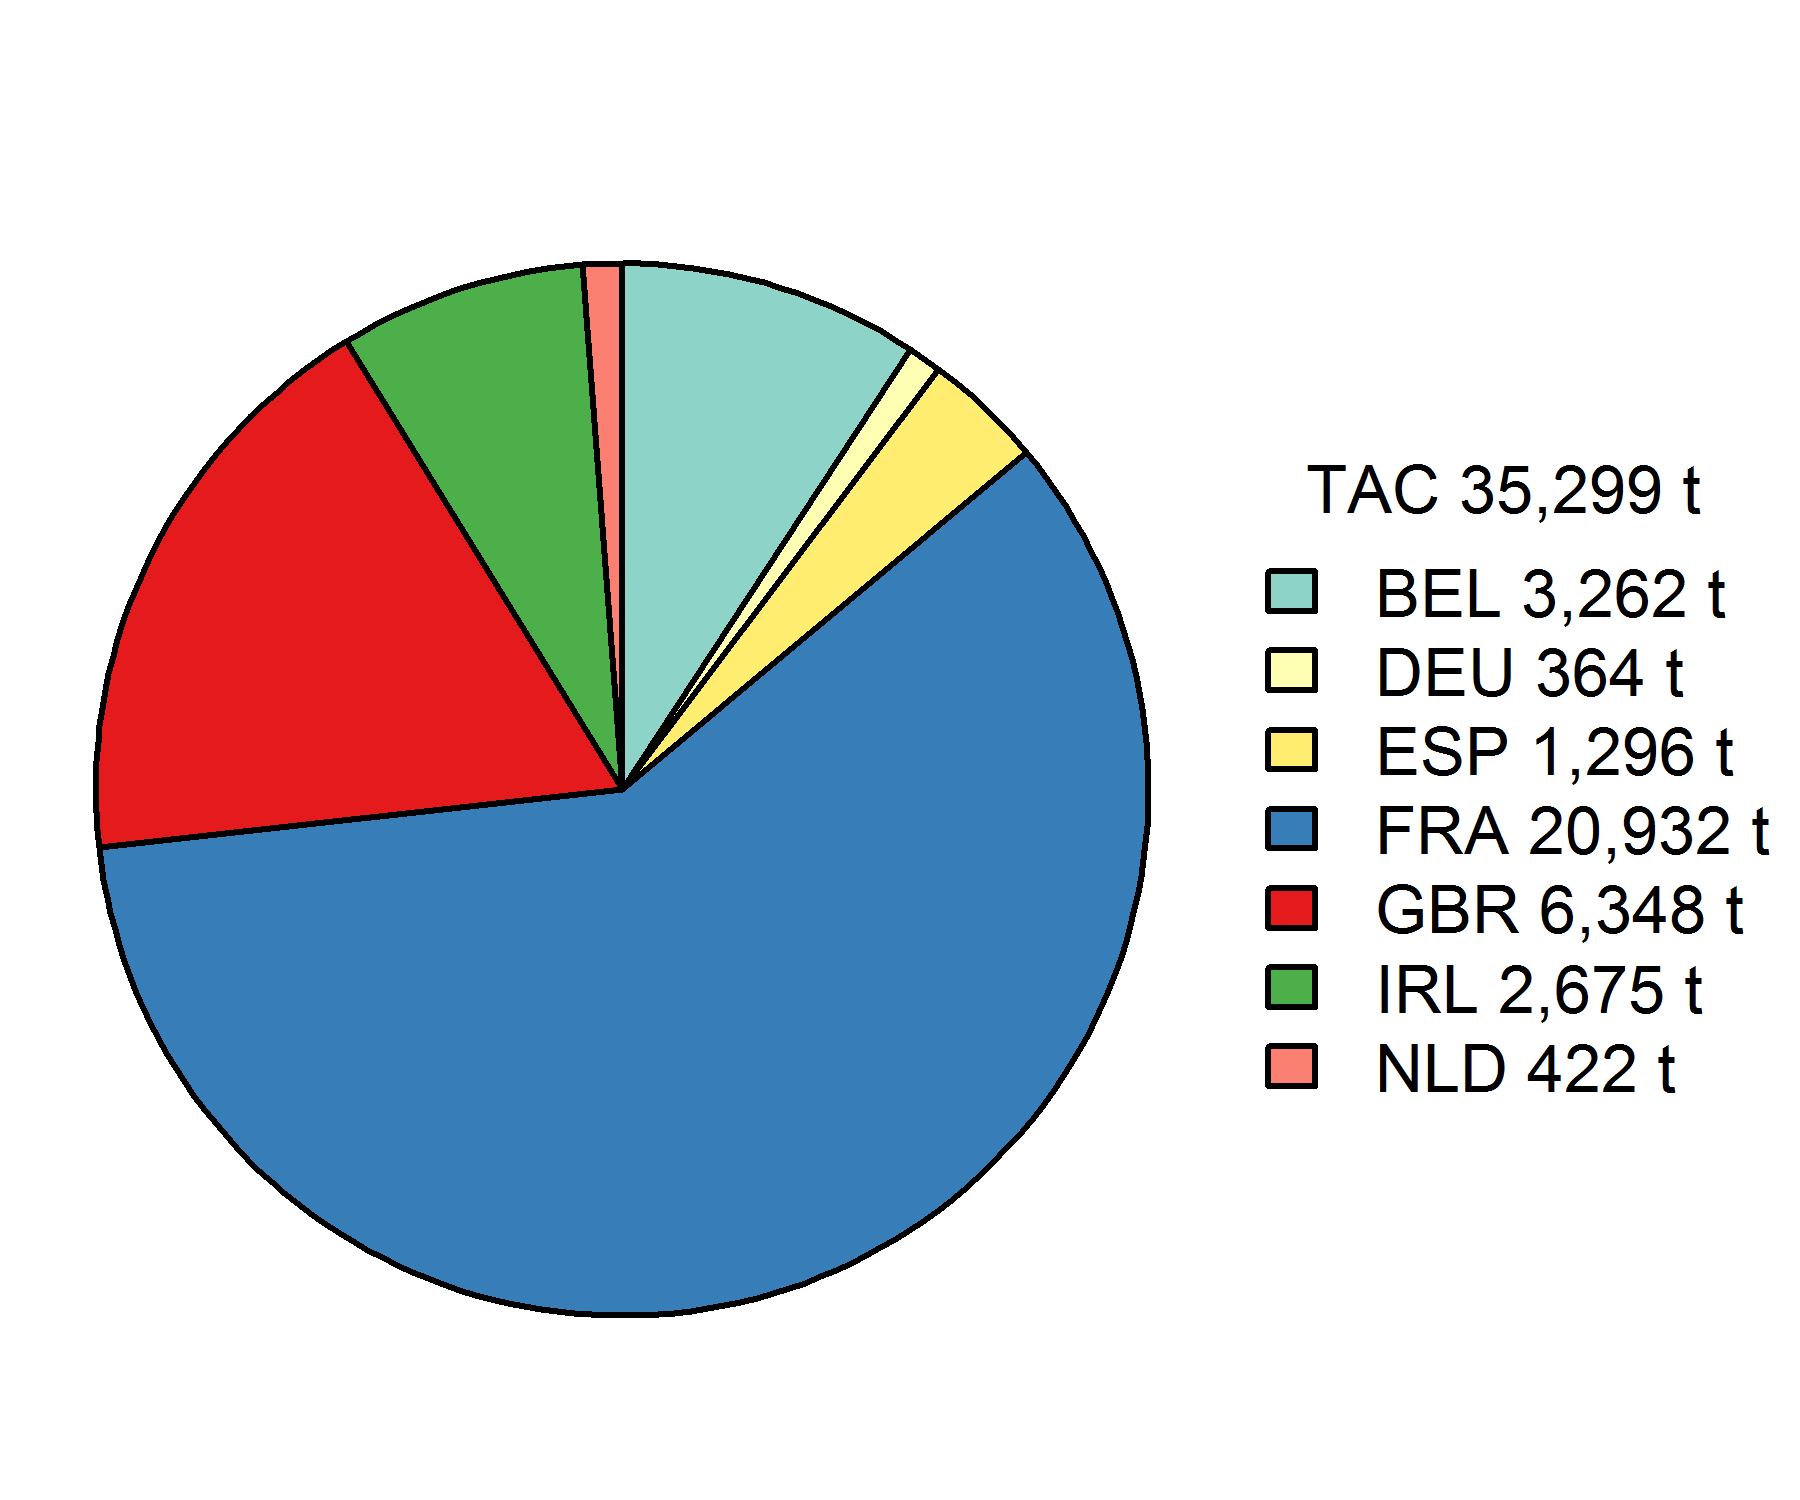 TAC 35,299 t
BEL 3,262 t
DEU 364 t
ESP 1,296 t
FRA 20,932 t
GBR 6,348 t
IRL 2,675 t
NLD 422 t